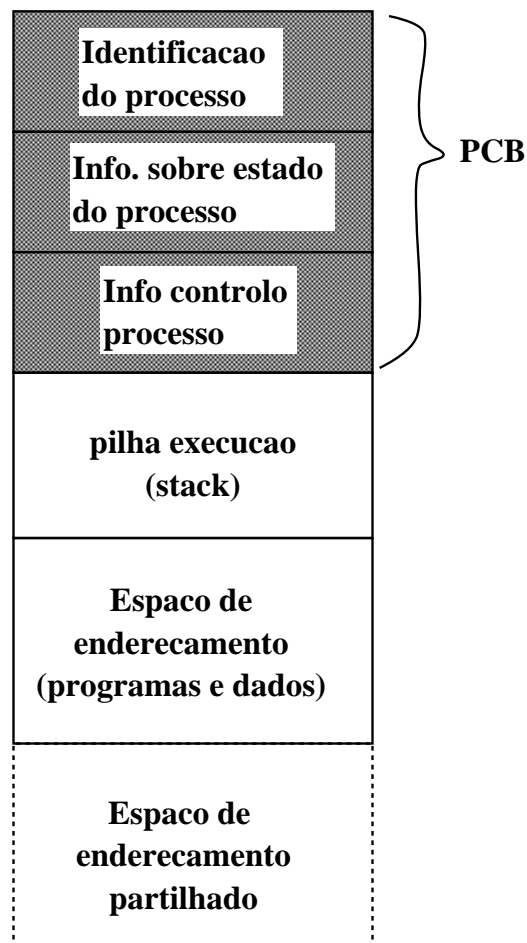 Identificacao
do processo
PCB
Info. sobre estado
do processo
Info controlo
processo
pilha execucao
(stack)
Espaco de
enderecamento
(programas e dados)
Espaco de
enderecamento
partilhado